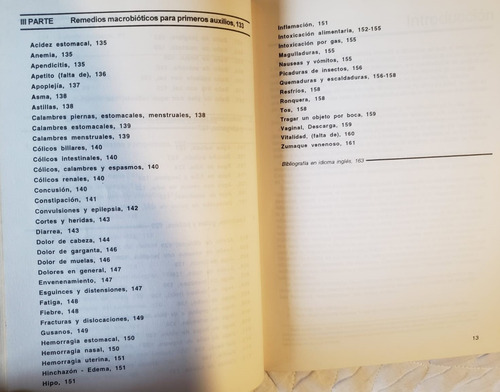 III PARTE Remedios macrobióticos para primeros auxilios, 133
Acidez estomacal, 135
Anemia, 135
Apendicitis, 135
Apetito (falta de), 136
Apoplejía, 137
Asma, 138
Astillas, 138
Calambres piernas, estomacales, menstruales, 138
Calambres estomacales, 139
Calambres menstruales, 139
Cólicos biliares, 140
Cólicos intestinales, 140
Cólicos, calambres y espasmos, 140
Cólicos renales, 140
Concusión, 140
Constipación, 141
Convulsiones y epilepsia, 142
Cortes y heridas, 143
Diarrea, 143
Dolor de cabeza, 144
Dolor de garganta, 146
Dolor de muelas, 146
Dolores en general, 147
Envenenamiento, 147
Esguinces y distensiones, 147
Fatiga, 148
Fiebre, 148
Fracturas y dislocaciones, 149
Gusanos, 149
Hemorragia estomacal, 150
Hemorragia nasal, 150
Hemorragia uterina, 151
Hinchazón - Edema, 151
Hipo, 151
Inflamación, 151
Intoxicación alimentaria, 152-155
Intoxicación por gas, 155
Magulladuras, 155
Nauseas y vómitos, 155
Picaduras de insectos, 156
Quemaduras y escaldaduras, 156-158
Resfríos, 158
Ronquera, 158
Tos, 158
Tragar un objeto por boca, 159
Vaginal, Descarga, 159
Vitalidad, (falta de), 160
Zumaque venenoso, 161
Bibliografía en idioma inglés, 163
13